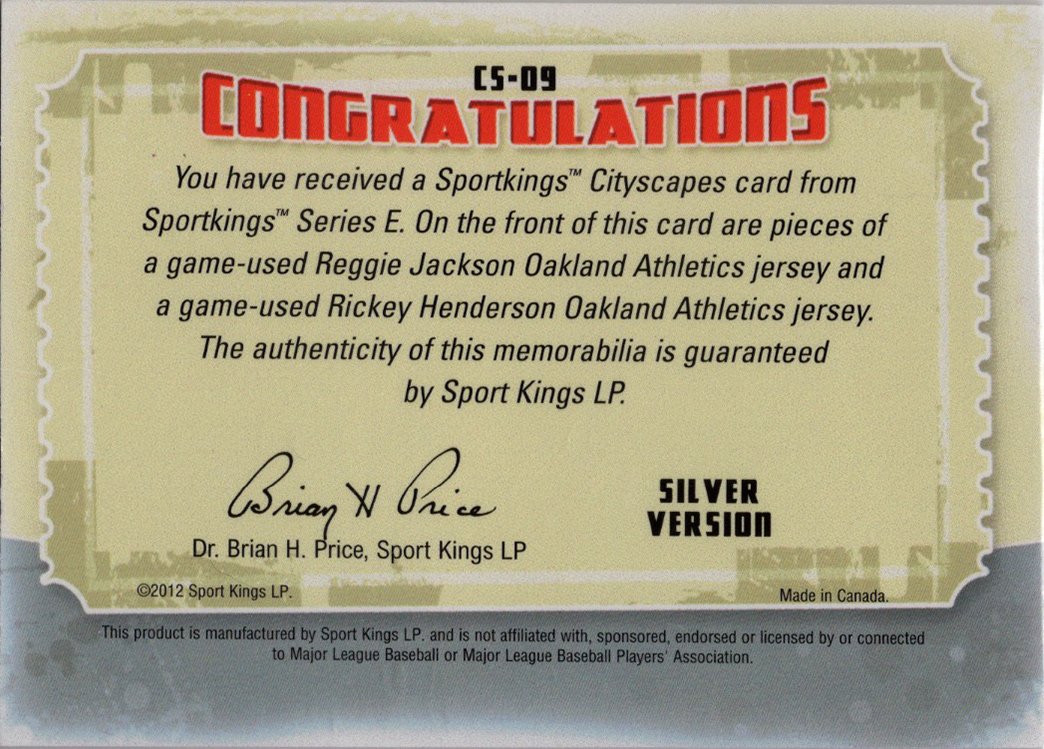 CS-09
CONGRATULATIONS
You have received a Sportkings™ Cityscapes card from
Sportkings™ Series E. On the front of this card are pieces of
a game-used Reggie Jackson Oakland Athletics jersey and
a game-used Rickey Henderson Oakland Athletics jersey.
The authenticity of this memorabilia is guaranteed
by Sport Kings LP.
Brian H Price
SILVER
VERSION
Dr. Brian H. Price, Sport Kings LP
©2012 Sport Kings LP.
Made in Canada.
This product is manufactured by Sport Kings LP. and is not affiliated with, sponsored, endorsed or licensed by or connected
to Major League Baseball or Major League Baseball Players' Association.